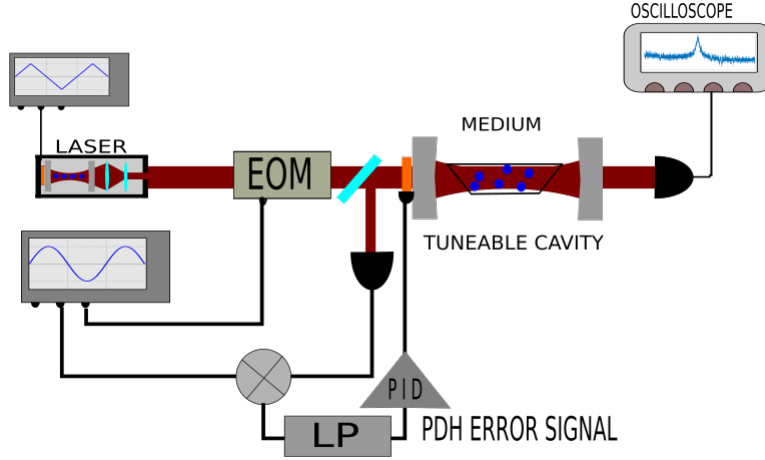 OSCILLOSCOPE
LASER
MEDIUM
EOM
TUNEABLE CAVITY
PID
LP
PDH ERROR SIGNAL